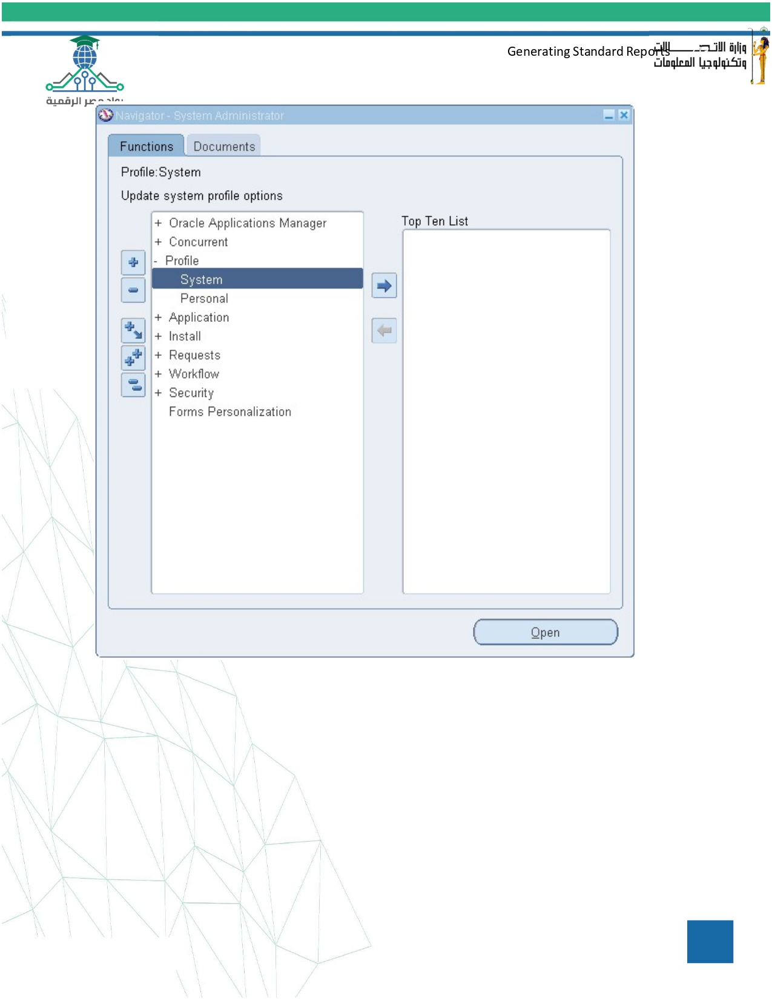 Generating Standard Reports
وزارة الاتصــــــالات
وتكنولوجيا المعلومات
رواد مصر الرقمية
Navigator - System Administrator
Functions
Documents
Profile:System
Update system profile options
+ Oracle Applications Manager
+ Concurrent
- Profile
System
Personal
+ Application
+ Install
+ Requests
+ Workflow
+ Security
Forms Personalization
Top Ten List
Open